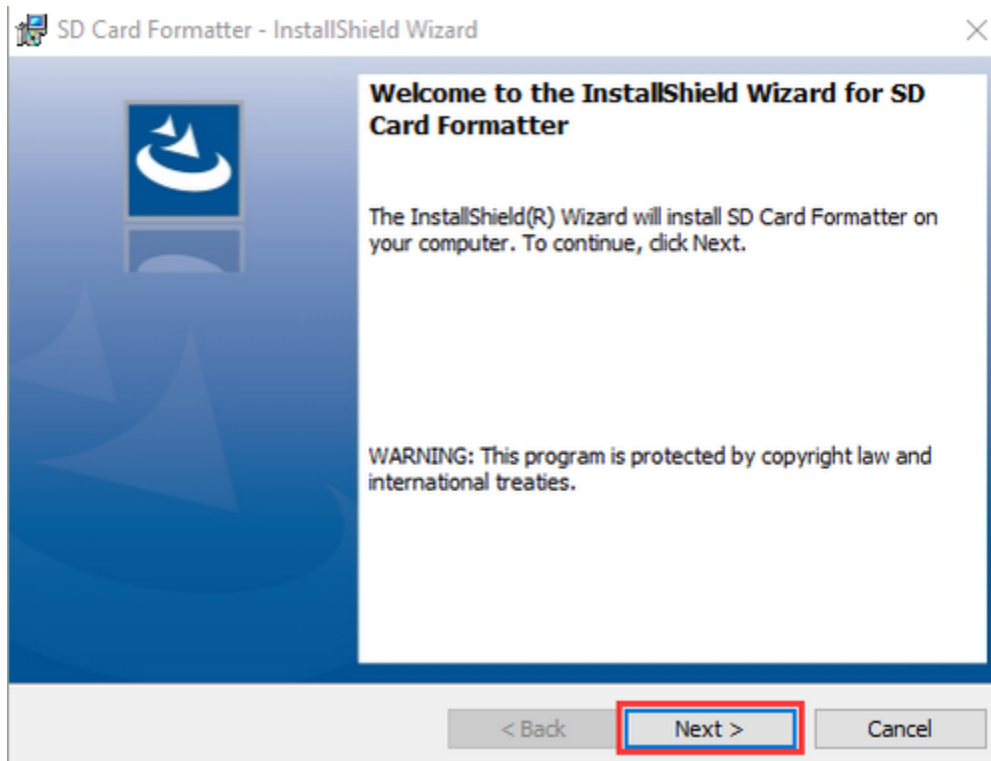 SD Card Formatter - InstallShield Wizard
Welcome to the InstallShield Wizard for SD
Card Formatter
The InstallShield(R) Wizard will install SD Card Formatter on
your computer. To continue, click Next.
WARNING: This program is protected by copyright law and
international treaties.
< Back Next > Cancel